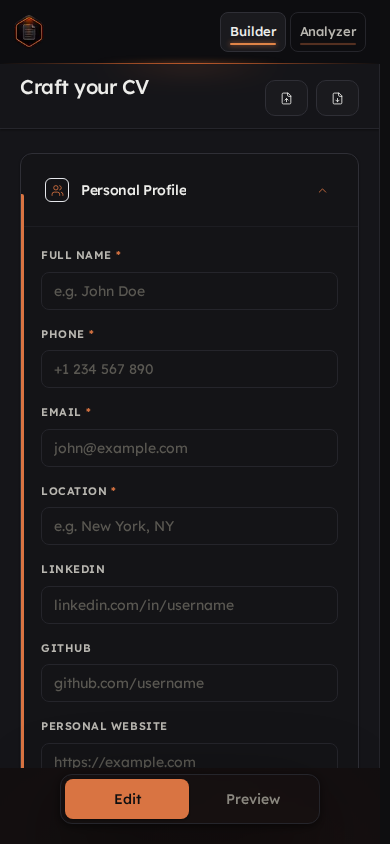 Builder
Analyzer
Craft your CV
Personal Profile
FULL NAME *
e.g. John Doe
PHONE *
+1 234 567 890
EMAIL *
john@example.com
LOCATION *
e.g. New York, NY
LINKEDIN
linkedin.com/in/username
GITHUB
github.com/username
PERSONAL WEBSITE
https://example.com
Edit
Preview